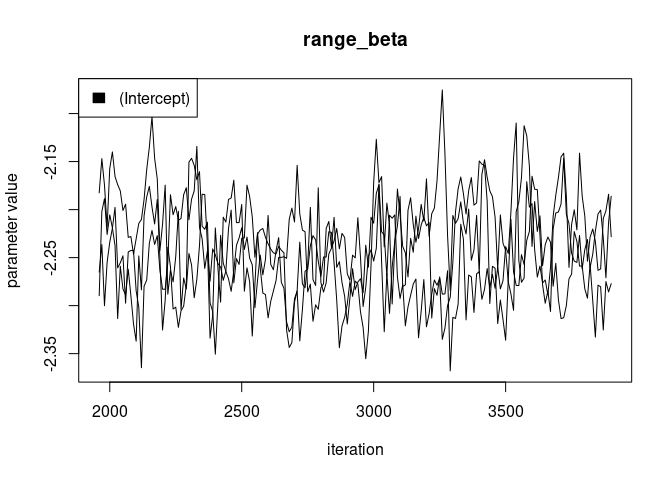 range_beta
(Intercept)
parameter value
-2.15
-2.25
-2.35
2000 2500 3000 3500
iteration